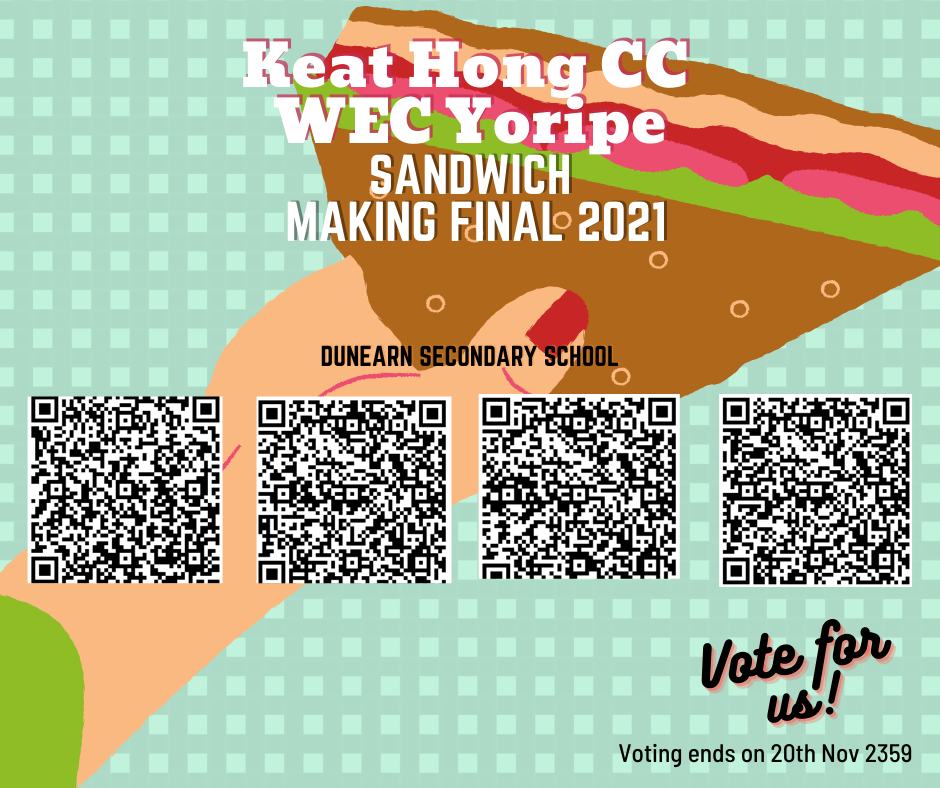 Keat Hong CC
WEC Yoripe
SANDWICH
MAKING FINAL 2021
DUNEARN SECONDARY SCHOOL
Vote for
us!
Voting ends on 20th Nov 2359